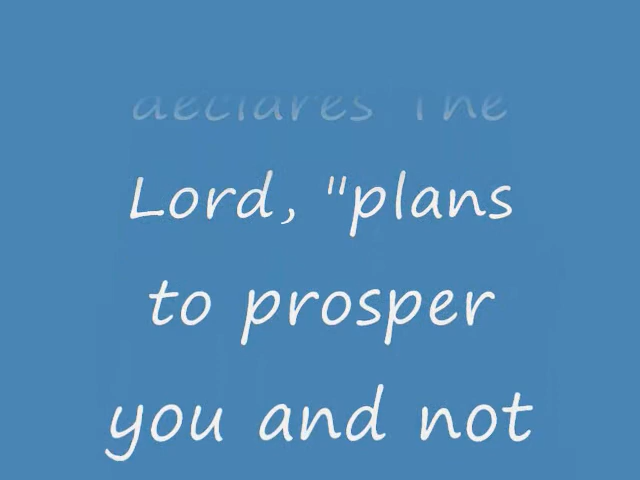 declares The
Lord, "plans
to prosper
you and not